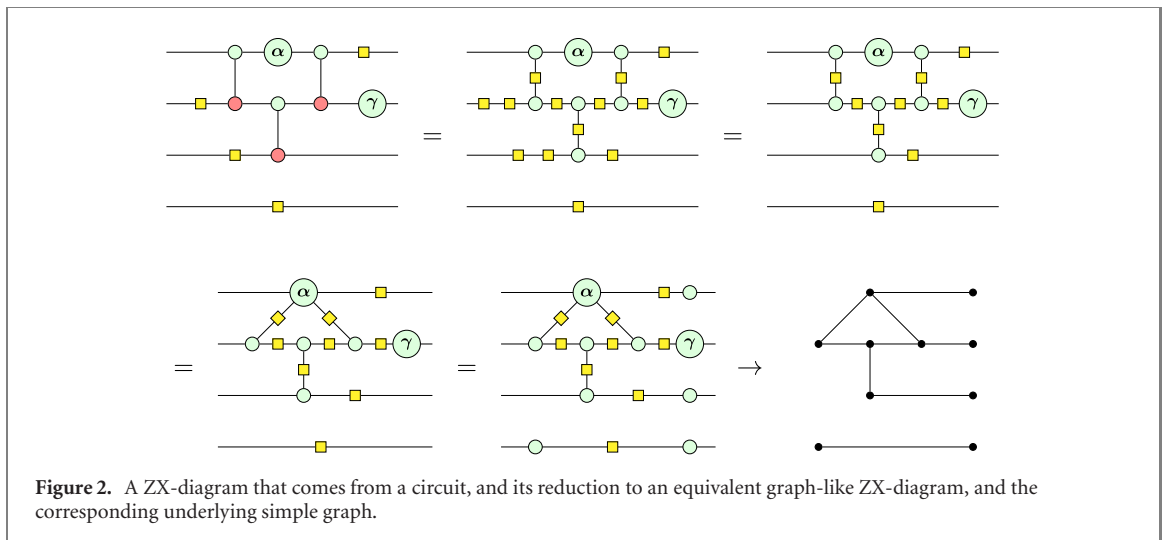 α α α
γ = γ = γ
α α
= γ = γ →
Figure 2. A ZX-diagram that comes from a circuit, and its reduction to an equivalent graph-like ZX-diagram, and the
corresponding underlying simple graph.